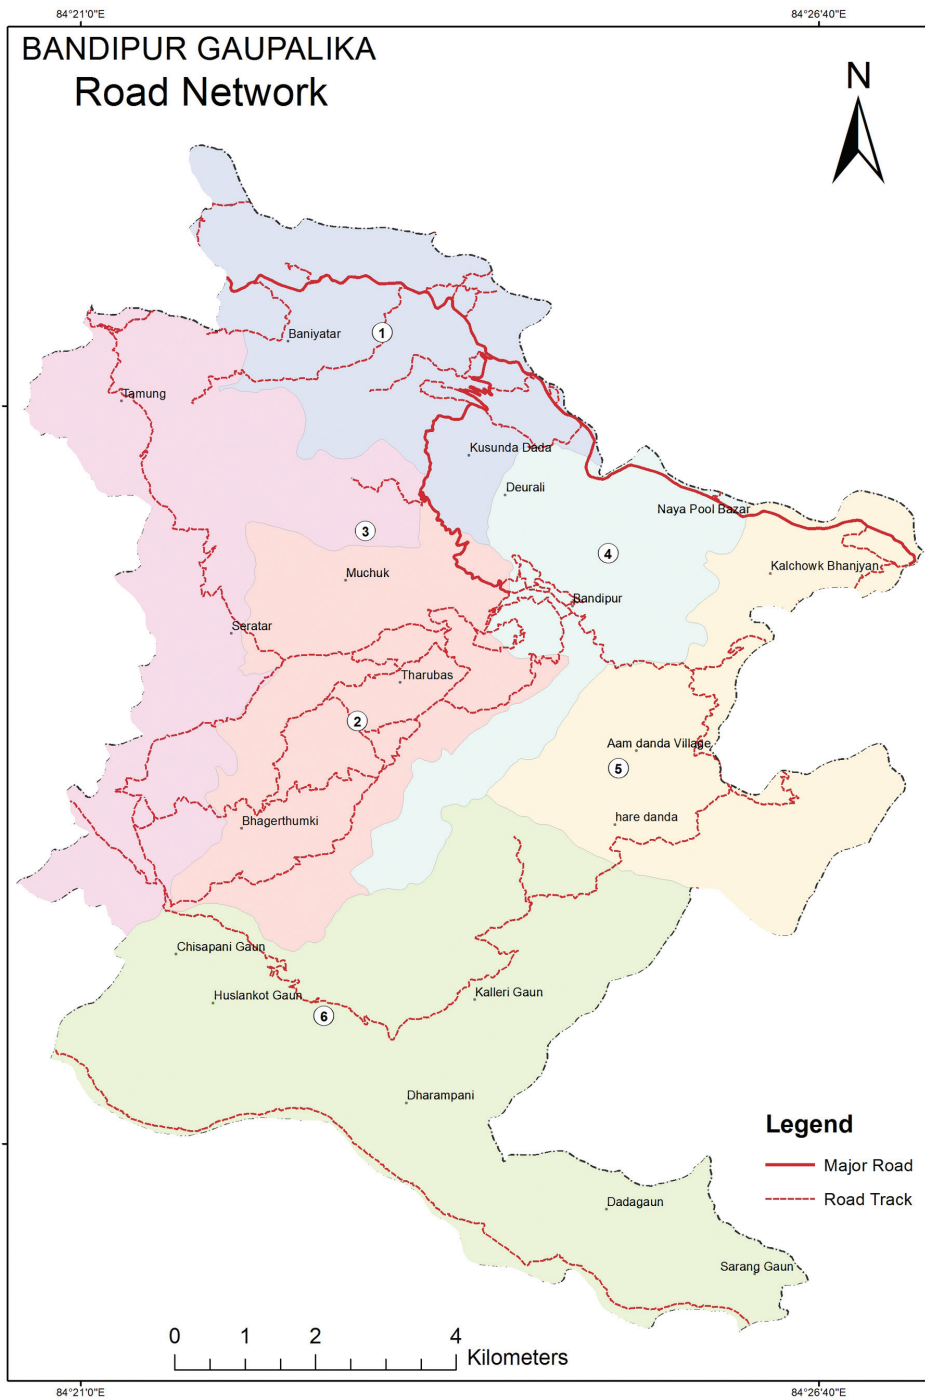 84°21'0"E
84°26'40"E
BANDIPUR GAUPALIKA
Road Network
N
1
Baniyatar
Tamung
Kusunda Dada
Deurali
Naya Pool Bazar
3
4
Kalchowk Bhanjyan
Muchuk
Bandipur
Seratar
Tharubas
2
Aam danda Village
5
Bhagerthumki
hare danda
Chisapani Gaun
Huslankot Gaun
Kalleri Gaun
6
Dharampani
Legend
Major Road
Road Track
Dadagaun
Sarang Gaun
0 1 2 4
Kilometers
84°21'0"E
84°26'40"E